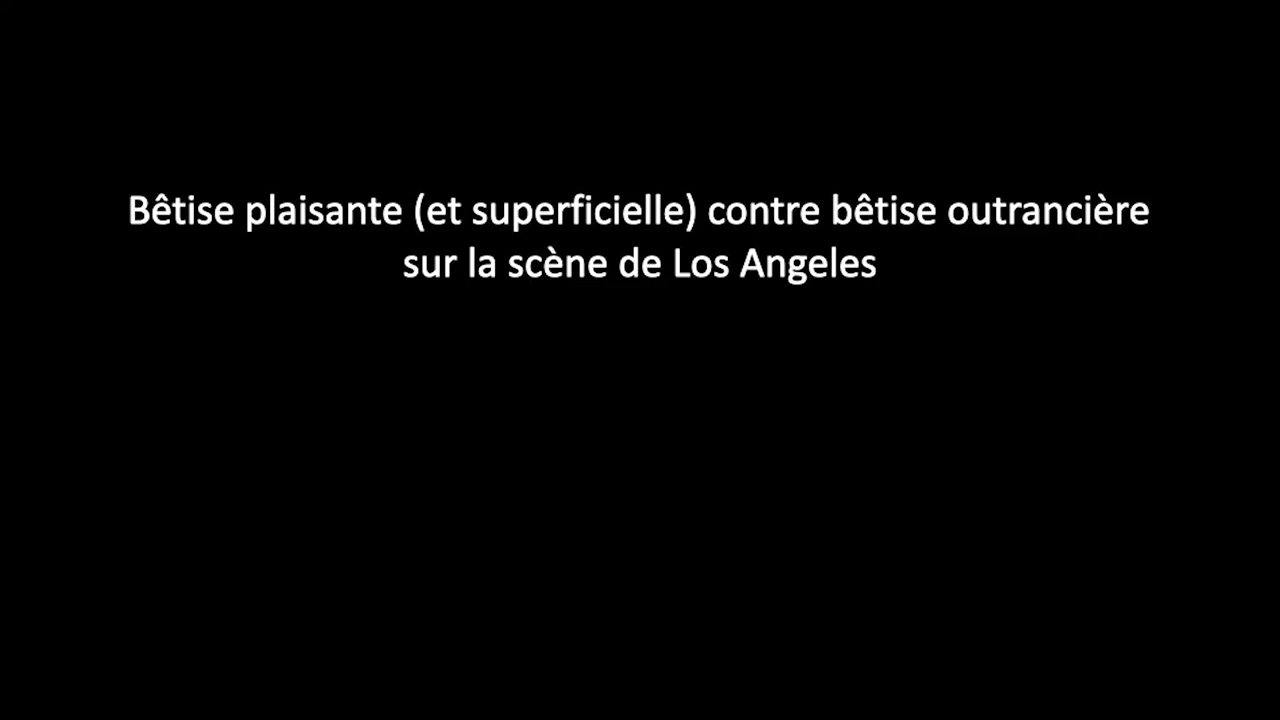 Bêtise plaisante (et superficielle) contre bêtise outrancière
sur la scène de Los Angeles